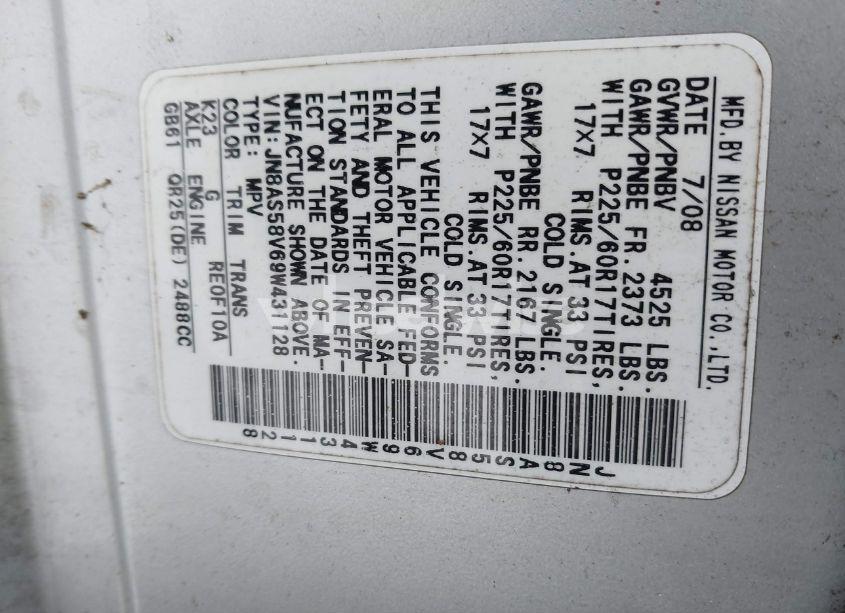 MFD.BY NISSAN MOTOR CO.,LTD.
DATE 7/08
GVWR/PNBV 4525 LBS.
GAWR/PNBE FR. 2373 LBS.
WITH P225/60R17TIRES,
17X7 RIMS.AT 33 PSI
COLD SINGLE.
GAWR/PNBE RR. 2167 LBS.
WITH P225/60R17TIRES,
17X7 RIMS.AT 33 PSI
COLD SINGLE.
THIS VEHICLE CONFORMS
TO ALL APPLICABLE FED-
ERAL MOTOR VEHICLE SA-
FETY AND THEFT PREVEN-
TION STANDARDS IN EFF-
ECT ON THE DATE OF MA-
NUFACTURE SHOWN ABOVE.
VIN:JN8AS58V69W431128
TYPE: MPV
COLOR TRIM TRANS
K23 G RE0F10A
AXLE ENGINE
GB61 QR25(DE) 2488CC
JN8AS58V69W431128